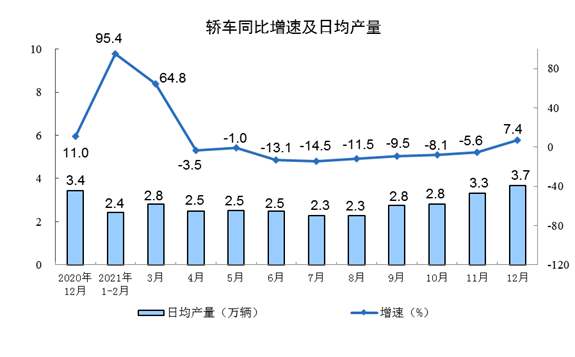 轿车同比增速及日均产量
10
8
6
4
2
0
80
40
0
-40
-80
-120
95.4
64.8
11.0
-3.5
-1.0
-13.1
-14.5
-11.5
-9.5
-8.1
-5.6
7.4
3.4
2.4
2.8
2.5
2.5
2.5
2.3
2.3
2.8
2.8
3.3
3.7
2020年
12月
2021年
1-2月
3月
4月
5月
6月
7月
8月
9月
10月
11月
12月
日均产量（万辆）
增速（%）